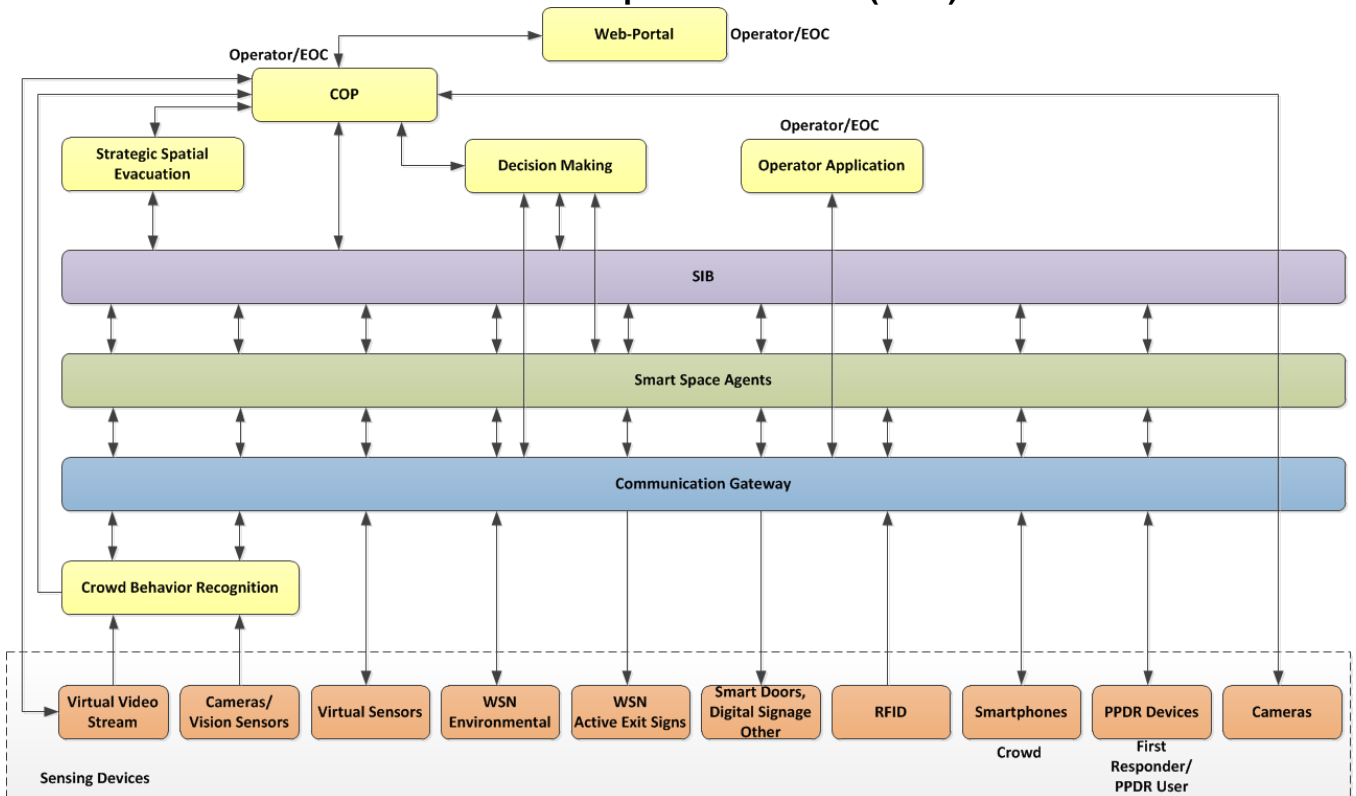 Web-Portal
Operator/EOC
Operator/EOC
COP
Operator/EOC
Strategic Spatial
Evacuation
Decision Making
Operator Application
SIB
Smart Space Agents
Communication Gateway
Crowd Behavior Recognition
Virtual Video
Stream
Cameras/
Vision Sensors
Virtual Sensors
WSN
Environmental
WSN
Active Exit Signs
Smart Doors,
Digital Signage
Other
RFID
Smartphones
PPDR Devices
Cameras
Crowd
First
Responder/
PPDR User
Sensing Devices